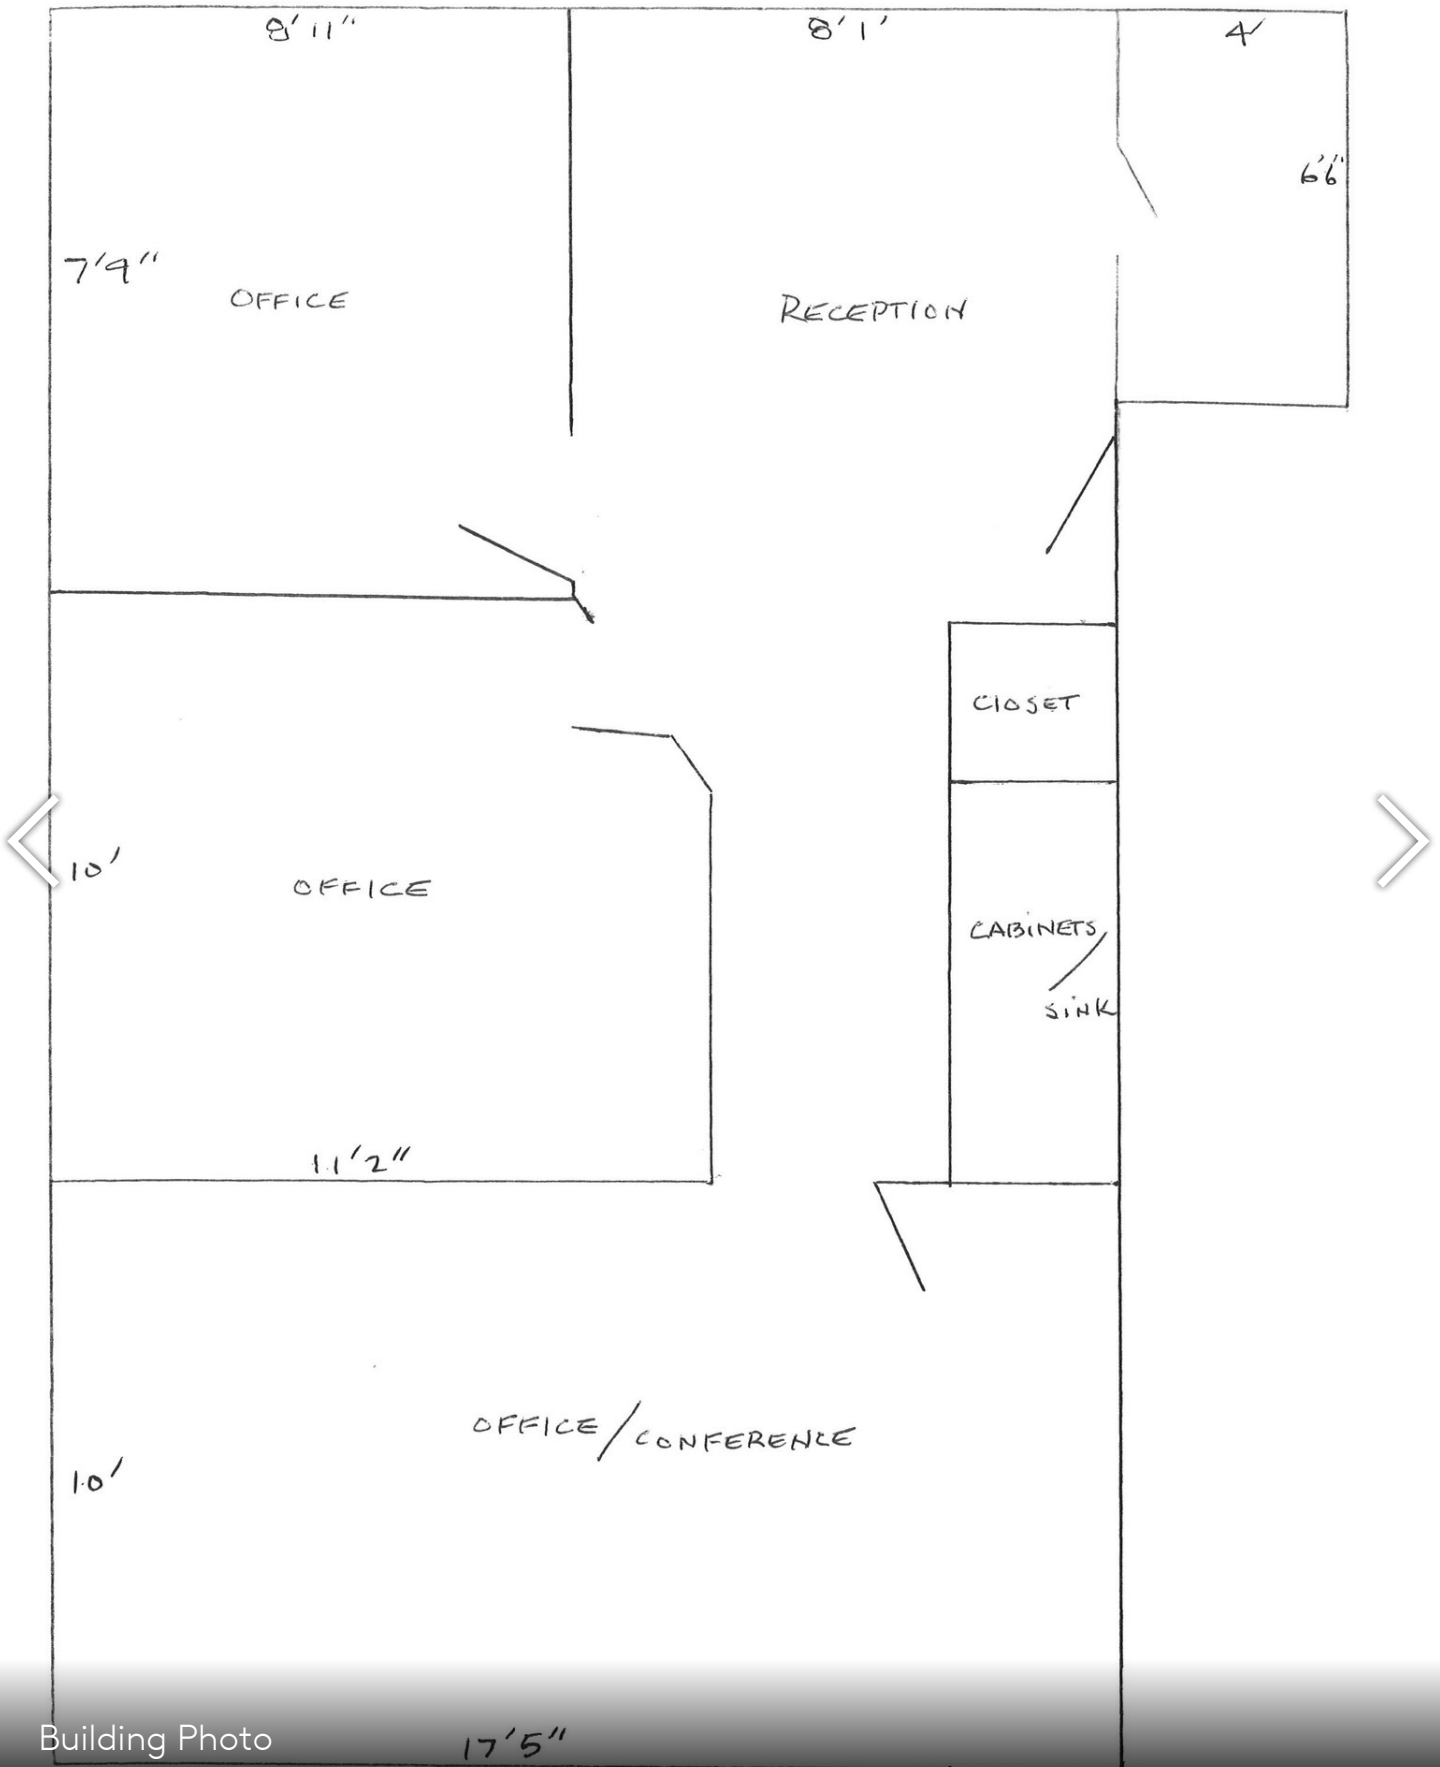 8'11"
8'1'
4'
6'6"
7'9"
OFFICE
RECEPTION
CLOSET
10'
OFFICE
CABINETS/
SINK
11'2"
OFFICE/CONFERENCE
10'
17'5"
Building Photo